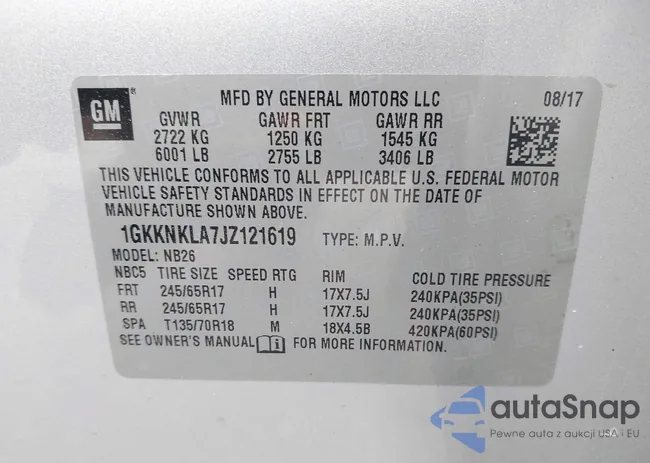 GM
MFD BY GENERAL MOTORS LLC 08/17
GVWR GAWR FRT GAWR RR
2722 KG 1250 KG 1545 KG
6001 LB 2755 LB 3406 LB
THIS VEHICLE CONFORMS TO ALL APPLICABLE U.S. FEDERAL MOTOR
VEHICLE SAFETY STANDARDS IN EFFECT ON THE DATE OF
MANUFACTURE SHOWN ABOVE.
1GKKNKLA7JZ121619 TYPE: M.P.V.
MODEL: NB26
NBC5 TIRE SIZE SPEED RTG RIM COLD TIRE PRESSURE
FRT 245/65R17 H 17X7.5J 240KPA(35PSI)
RR 245/65R17 H 17X7.5J 240KPA(35PSI)
SPA T135/70R18 M 18X4.5B 420KPA(60PSI)
SEE OWNER'S MANUAL FOR MORE INFORMATION.
autaSnap
Pewne auta z aukcji USA i EU